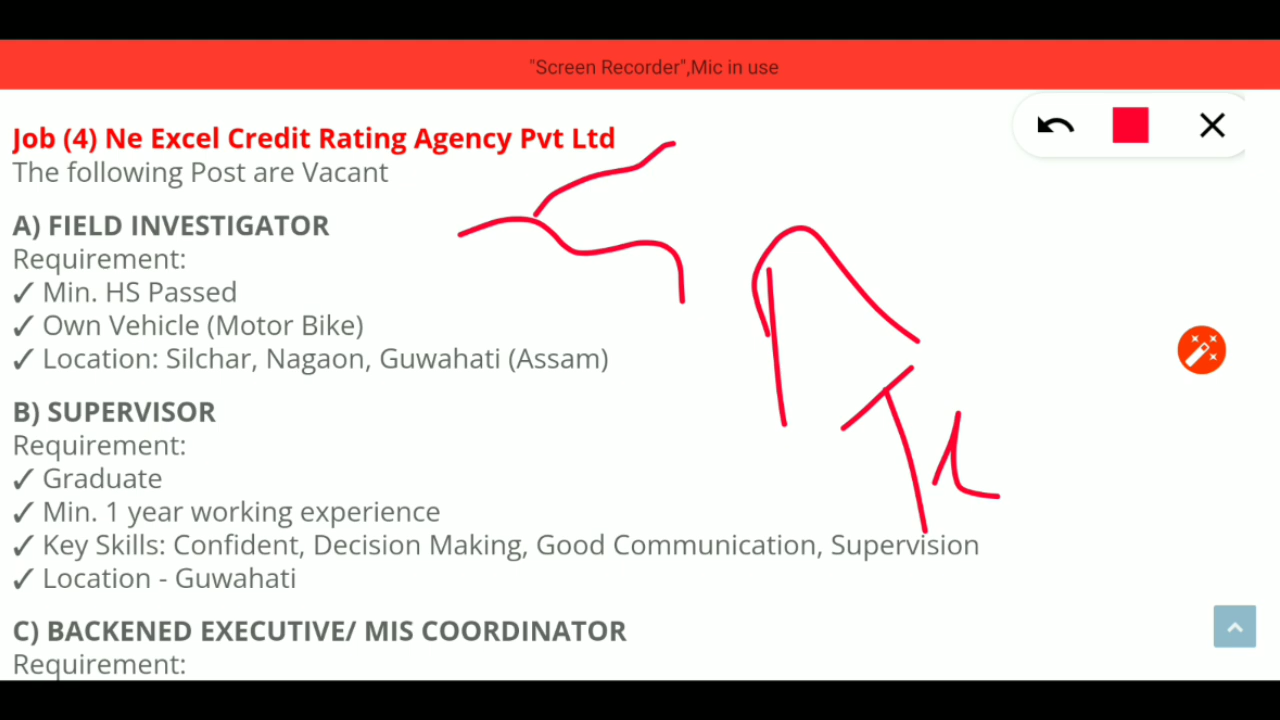 "Screen Recorder",Mic in use
Job (4) Ne Excel Credit Rating Agency Pvt Ltd
The following Post are Vacant
A) FIELD INVESTIGATOR
Requirement:
✓ Min. HS Passed
✓ Own Vehicle (Motor Bike)
✓ Location: Silchar, Nagaon, Guwahati (Assam)
B) SUPERVISOR
Requirement:
✓ Graduate
✓ Min. 1 year working experience
✓ Key Skills: Confident, Decision Making, Good Communication, Supervision
✓ Location - Guwahati
C) BACKENED EXECUTIVE/ MIS COORDINATOR
Requirement: